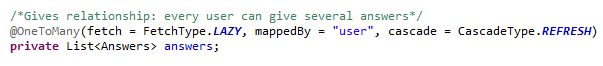 /*Gives relationship: every user can give several answers*/
@OneToMany(fetch = FetchType.LAZY, mappedBy = "user", cascade = CascadeType.REFRESH)
private List<Answers> answers;